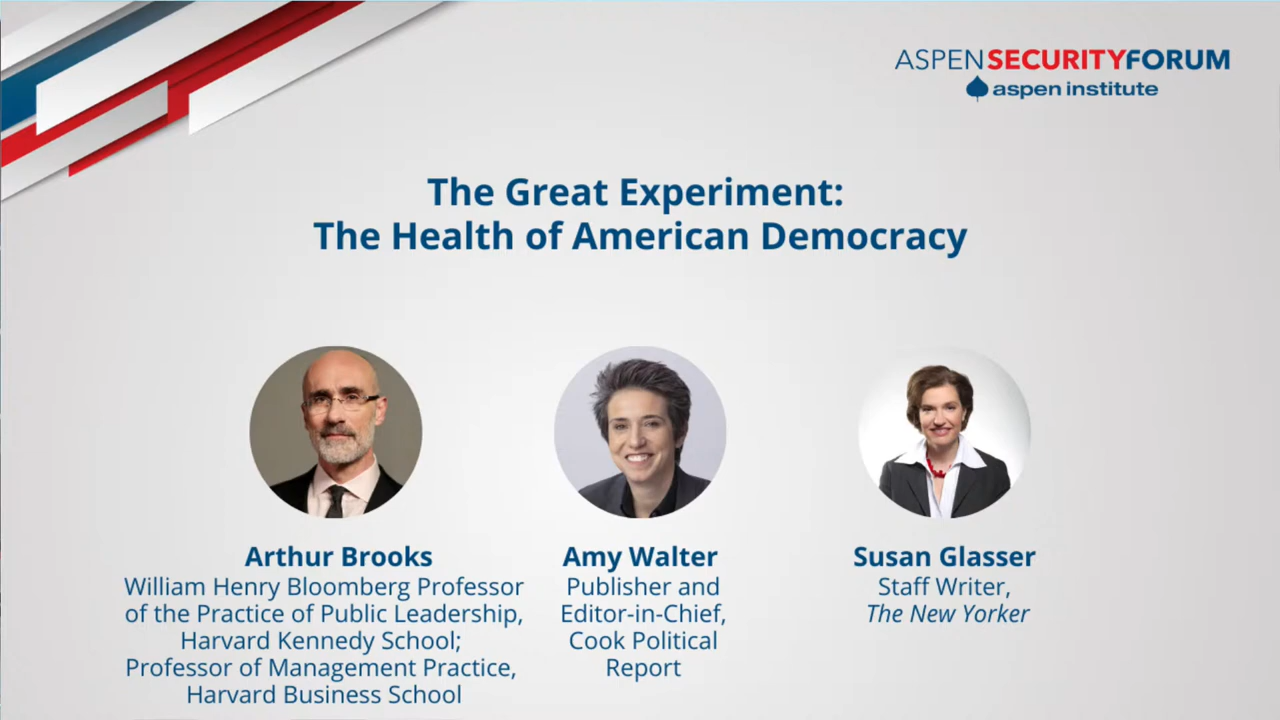 ASPEN SECURITYFORUM
aspen institute
The Great Experiment:
The Health of American Democracy
Arthur Brooks
William Henry Bloomberg Professor
of the Practice of Public Leadership,
Harvard Kennedy School;
Professor of Management Practice,
Harvard Business School
Amy Walter
Publisher and
Editor-in-Chief,
Cook Political
Report
Susan Glasser
Staff Writer,
The New Yorker